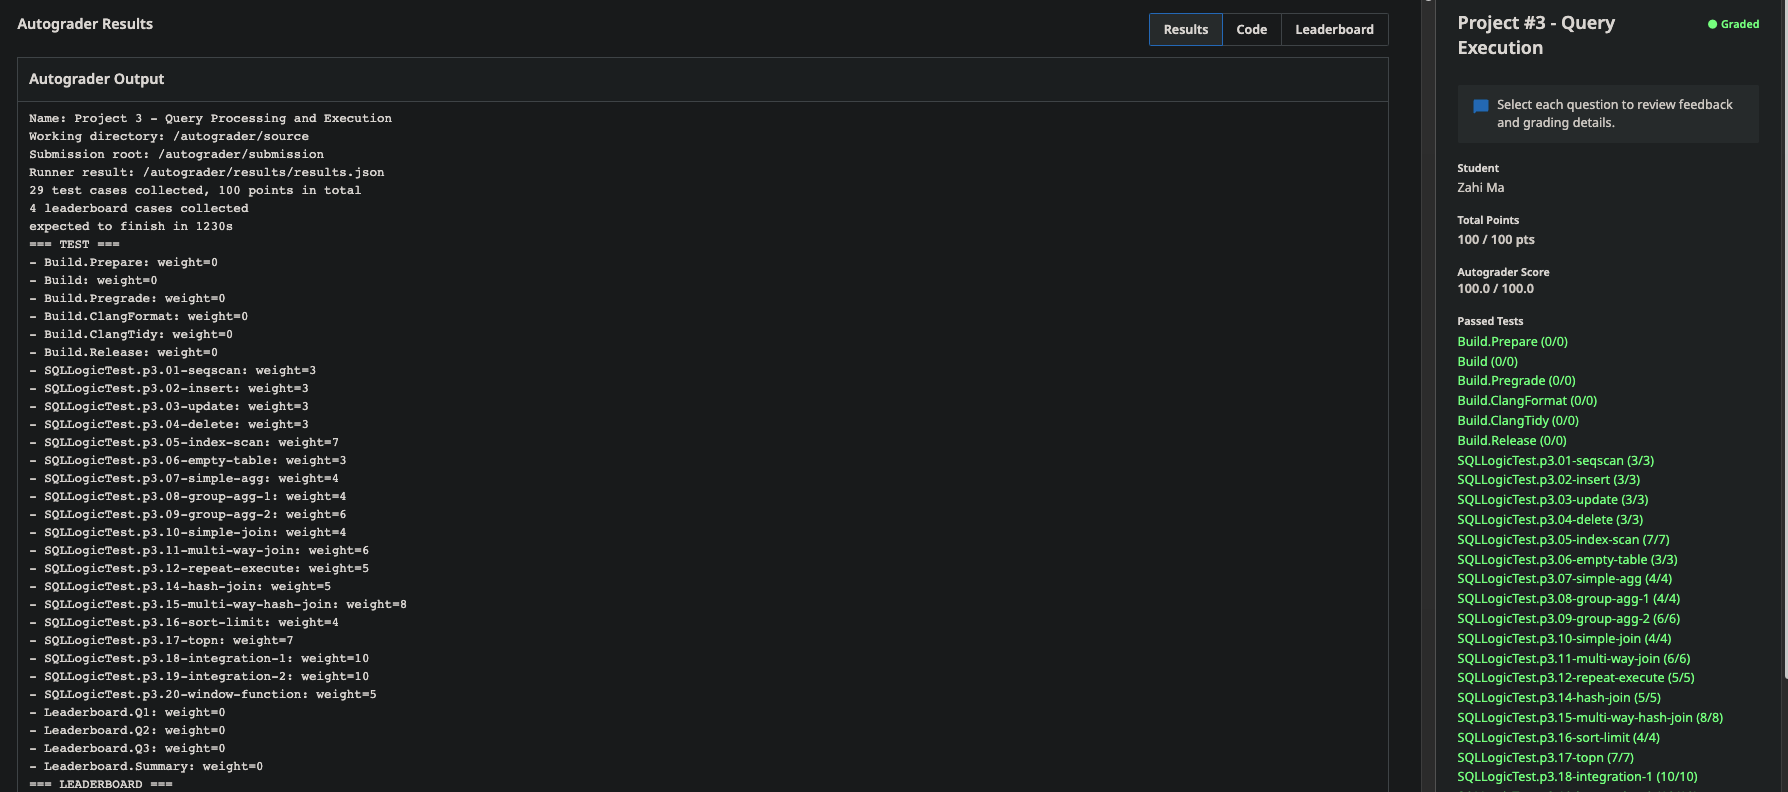 Autograder Results
Results
Code
Leaderboard
Autograder Output
Name: Project 3 - Query Processing and Execution
Working directory: /autograder/source
Submission root: /autograder/submission
Runner result: /autograder/results/results.json
29 test cases collected, 100 points in total
4 leaderboard cases collected
expected to finish in 1230s
=== TEST ===
- Build.Prepare: weight=0
- Build: weight=0
- Build.Pregrade: weight=0
- Build.ClangFormat: weight=0
- Build.ClangTidy: weight=0
- Build.Release: weight=0
- SQLLogicTest.p3.01-seqscan: weight=3
- SQLLogicTest.p3.02-insert: weight=3
- SQLLogicTest.p3.03-update: weight=3
- SQLLogicTest.p3.04-delete: weight=3
- SQLLogicTest.p3.05-index-scan: weight=7
- SQLLogicTest.p3.06-empty-table: weight=3
- SQLLogicTest.p3.07-simple-agg: weight=4
- SQLLogicTest.p3.08-group-agg-1: weight=4
- SQLLogicTest.p3.09-group-agg-2: weight=6
- SQLLogicTest.p3.10-simple-join: weight=4
- SQLLogicTest.p3.11-multi-way-join: weight=6
- SQLLogicTest.p3.12-repeat-execute: weight=5
- SQLLogicTest.p3.14-hash-join: weight=5
- SQLLogicTest.p3.15-multi-way-hash-join: weight=8
- SQLLogicTest.p3.16-sort-limit: weight=4
- SQLLogicTest.p3.17-topn: weight=7
- SQLLogicTest.p3.18-integration-1: weight=10
- SQLLogicTest.p3.19-integration-2: weight=10
- SQLLogicTest.p3.20-window-function: weight=5
- Leaderboard.Q1: weight=0
- Leaderboard.Q2: weight=0
- Leaderboard.Q3: weight=0
- Leaderboard.Summary: weight=0
=== LEADERBOARD ===
Project #3 - Query
Execution
Graded
Select each question to review feedback
and grading details.
Student
Zahi Ma
Total Points
100 / 100 pts
Autograder Score
100.0 / 100.0
Passed Tests
Build.Prepare (0/0)
Build (0/0)
Build.Pregrade (0/0)
Build.ClangFormat (0/0)
Build.ClangTidy (0/0)
Build.Release (0/0)
SQLLogicTest.p3.01-seqscan (3/3)
SQLLogicTest.p3.02-insert (3/3)
SQLLogicTest.p3.03-update (3/3)
SQLLogicTest.p3.04-delete (3/3)
SQLLogicTest.p3.05-index-scan (7/7)
SQLLogicTest.p3.06-empty-table (3/3)
SQLLogicTest.p3.07-simple-agg (4/4)
SQLLogicTest.p3.08-group-agg-1 (4/4)
SQLLogicTest.p3.09-group-agg-2 (6/6)
SQLLogicTest.p3.10-simple-join (4/4)
SQLLogicTest.p3.11-multi-way-join (6/6)
SQLLogicTest.p3.12-repeat-execute (5/5)
SQLLogicTest.p3.14-hash-join (5/5)
SQLLogicTest.p3.15-multi-way-hash-join (8/8)
SQLLogicTest.p3.16-sort-limit (4/4)
SQLLogicTest.p3.17-topn (7/7)
SQLLogicTest.p3.18-integration-1 (10/10)